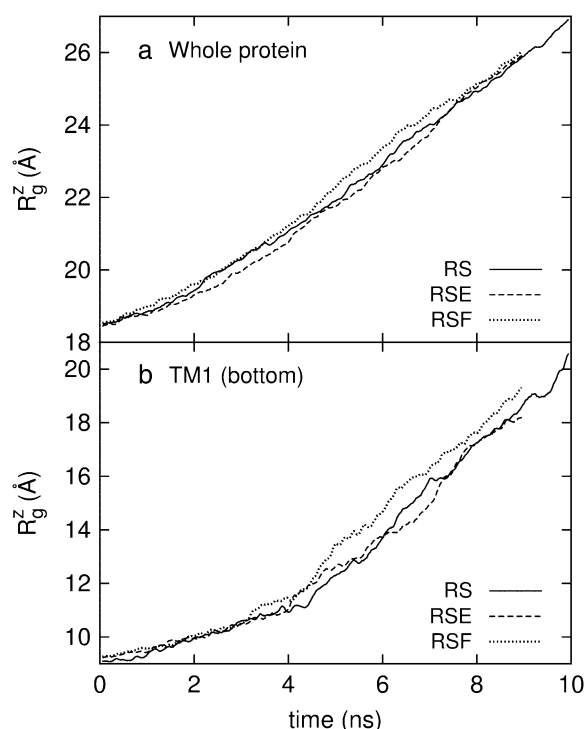 26
24
22
20
18
R_g^z (Å)
a Whole protein
RS
RSE
RSF
20
18
16
14
12
10
R_g^z (Å)
b TM1 (bottom)
RS
RSE
RSF
0 2 4 6 8 10
time (ns)